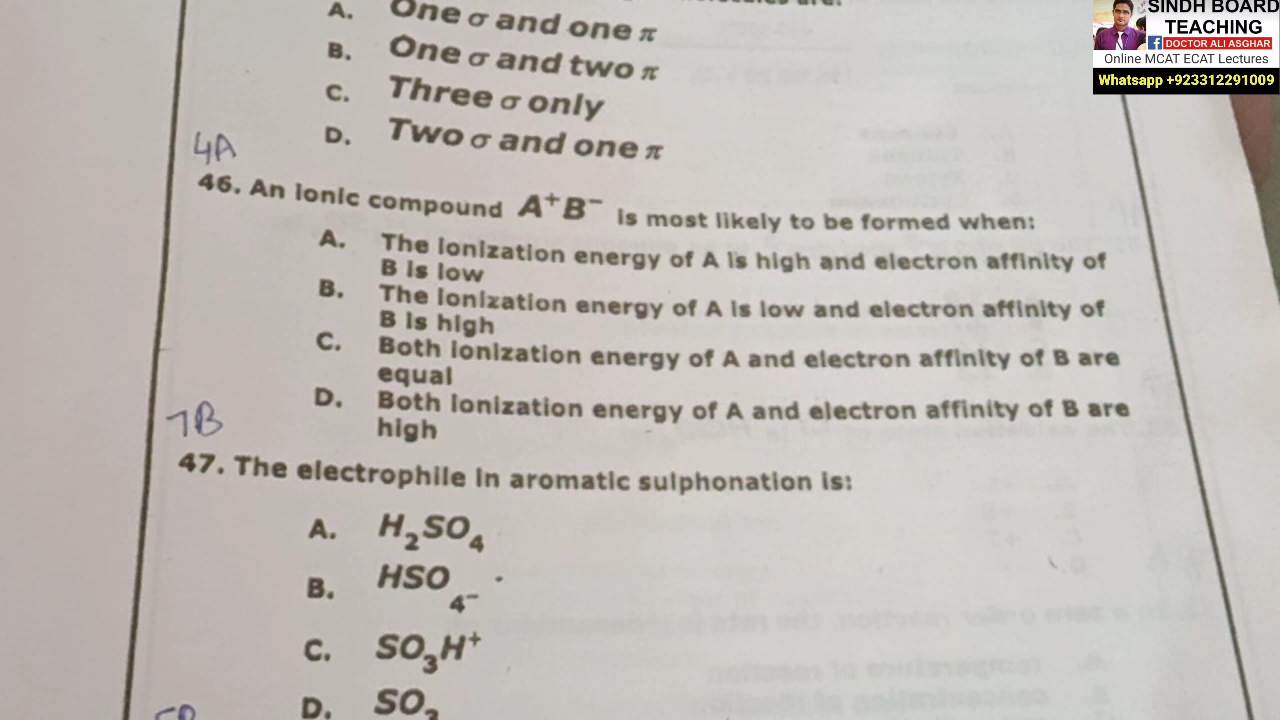 SINDH BOARD
TEACHING
f DOCTOR ALI ASGHAR
Online MCAT ECAT Lectures
Whatsapp +923312291009
are:
A. One σ and one π
B. One σ and two π
C. Three σ only
D. Two σ and one π
4A
46. An ionic compound A⁺B⁻ is most likely to be formed when:
A. The ionization energy of A is high and electron affinity of
B is low
B. The ionization energy of A is low and electron affinity of
B is high
C. Both ionization energy of A and electron affinity of B are
equal
D. Both ionization energy of A and electron affinity of B are
high
7B
47. The electrophile in aromatic sulphonation is:
A. H₂SO₄
B. HSO₄⁻
C. SO₃H⁺
D. SO₃